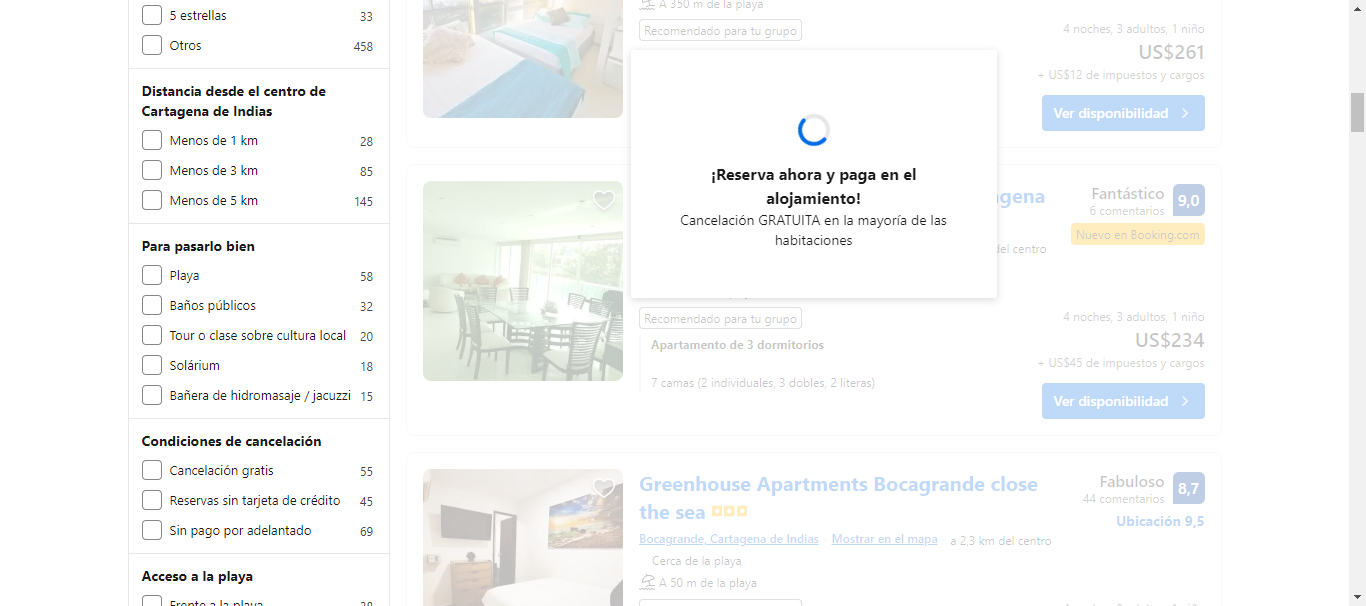 5 estrellas 33
Otros 458
Distancia desde el centro de
Cartagena de Indias
Menos de 1 km 28
Menos de 3 km 85
Menos de 5 km 145
Para pasarlo bien
Playa 58
Baños públicos 32
Tour o clase sobre cultura local 20
Solárium 18
Bañera de hidromasaje / jacuzzi 15
Condiciones de cancelación
Cancelación gratis 55
Reservas sin tarjeta de crédito 45
Sin pago por adelantado 69
Acceso a la playa
Frente a la playa 28
A 350 m de la playa
Recomendado para tu grupo
4 noches, 3 adultos, 1 niño
US$261
+ US$12 de impuestos y cargos
Ver disponibilidad
¡Reserva ahora y paga en el
alojamiento!
Cancelación GRATUITA en la mayoría de las
habitaciones
Fantástico 9,0
6 comentarios
Nuevo en Booking.com
del centro
Recomendado para tu grupo
Apartamento de 3 dormitorios
7 camas (2 individuales, 3 dobles, 2 literas)
4 noches, 3 adultos, 1 niño
US$234
+ US$45 de impuestos y cargos
Ver disponibilidad
Greenhouse Apartments Bocagrande close
the sea
Bocagrande, Cartagena de Indias Mostrar en el mapa a 2,3 km del centro
Cerca de la playa
A 50 m de la playa
Fabuloso 8,7
44 comentarios
Ubicación 9,5